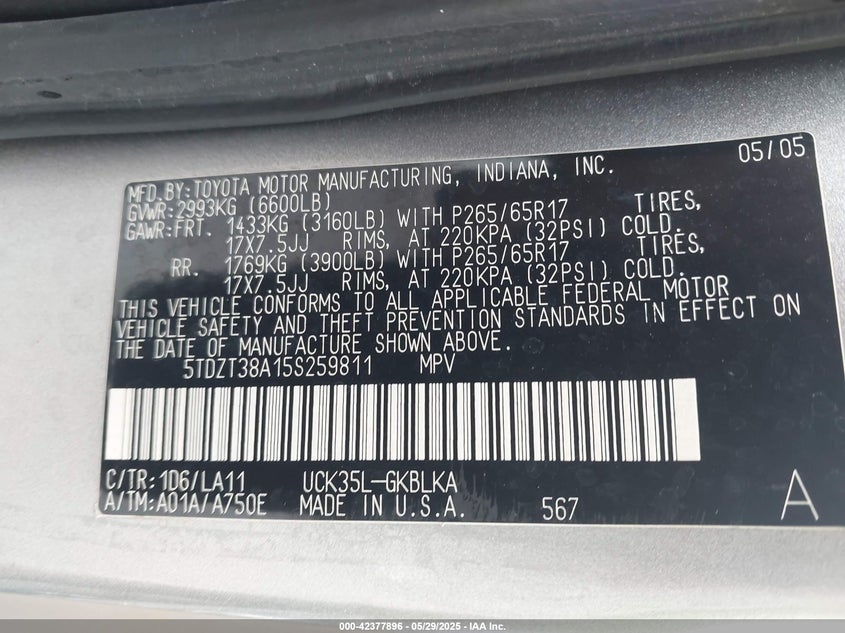 05/05
MFD.BY:TOYOTA MOTOR MANUFACTURING, INDIANA, INC.
GVWR:2993KG (6600LB)
GAWR:FRT. 1433KG (3160LB) WITH P265/65R17 TIRES,
17X7.5JJ RIMS, AT 220KPA (32PSI) COLD.
RR. 1769KG (3900LB) WITH P265/65R17 TIRES,
17X7.5JJ RIMS, AT 220KPA (32PSI) COLD.
THIS VEHICLE CONFORMS TO ALL APPLICABLE FEDERAL MOTOR
VEHICLE SAFETY AND THEFT PREVENTION STANDARDS IN EFFECT ON
THE DATE OF MANUFACTURE SHOWN ABOVE.
5TDZT38A15S259811 MPV
C/TR:1D6/LA11 UCK35L-GKBLKA
A/TM:A01A/A750E MADE IN U.S.A. 567 A
000-42377896 - 05/29/2025 - IAA Inc.